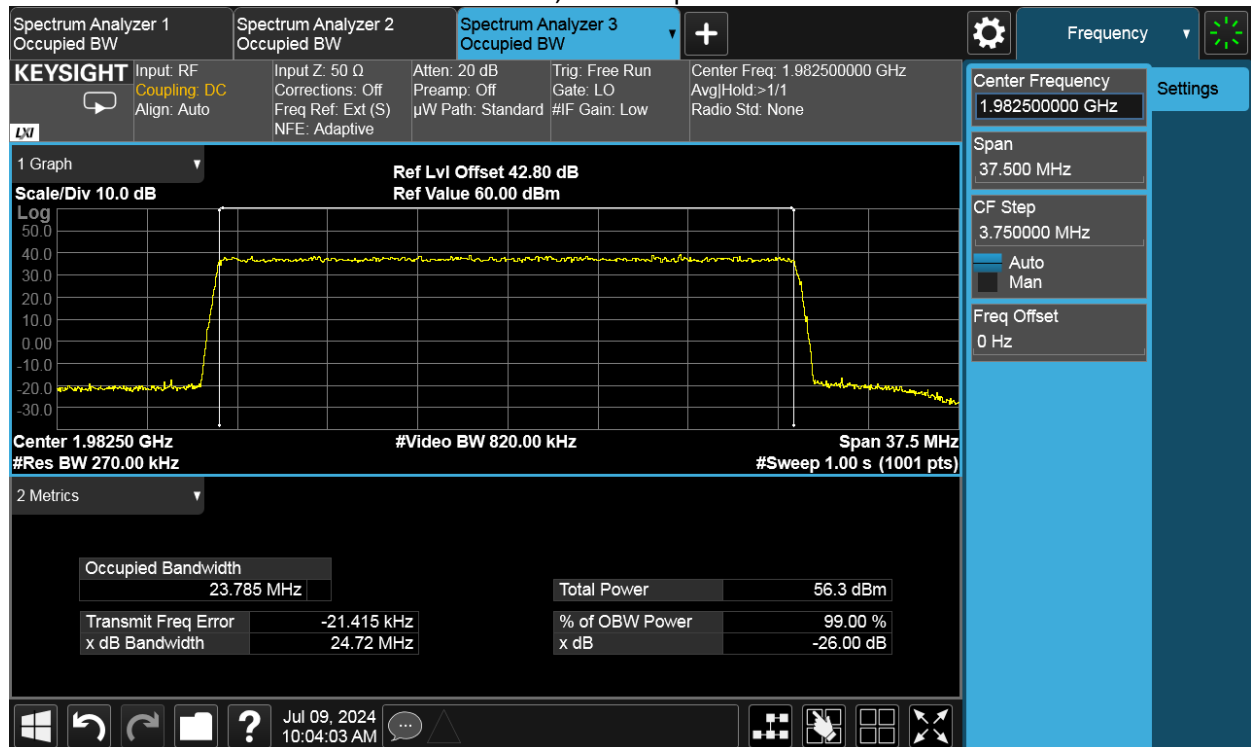 Spectrum Analyzer 1
Occupied BW
Spectrum Analyzer 2
Occupied BW
Spectrum Analyzer 3
Occupied BW
Frequency
KEYSIGHT
LXI
Input: RF
Coupling: DC
Align: Auto
Input Z: 50 Ω
Corrections: Off
Freq Ref: Ext (S)
NFE: Adaptive
Atten: 20 dB
Preamp: Off
µW Path: Standard
Trig: Free Run
Gate: LO
#IF Gain: Low
Center Freq: 1.982500000 GHz
Avg|Hold:>1/1
Radio Std: None
Center Frequency
1.982500000 GHz
Settings
Span
37.500 MHz
CF Step
3.750000 MHz
Auto
Man
Freq Offset
0 Hz
1 Graph
Scale/Div 10.0 dB
Ref Lvl Offset 42.80 dB
Ref Value 60.00 dBm
Log
50.0
40.0
30.0
20.0
10.0
0.00
-10.0
-20.0
-30.0
Center 1.98250 GHz
#Video BW 820.00 kHz
Span 37.5 MHz
#Res BW 270.00 kHz
#Sweep 1.00 s (1001 pts)
2 Metrics
Occupied Bandwidth
23.785 MHz
Total Power 56.3 dBm
Transmit Freq Error -21.415 kHz
% of OBW Power 99.00 %
x dB Bandwidth 24.72 MHz
x dB -26.00 dB
?
Jul 09, 2024
10:04:03 AM